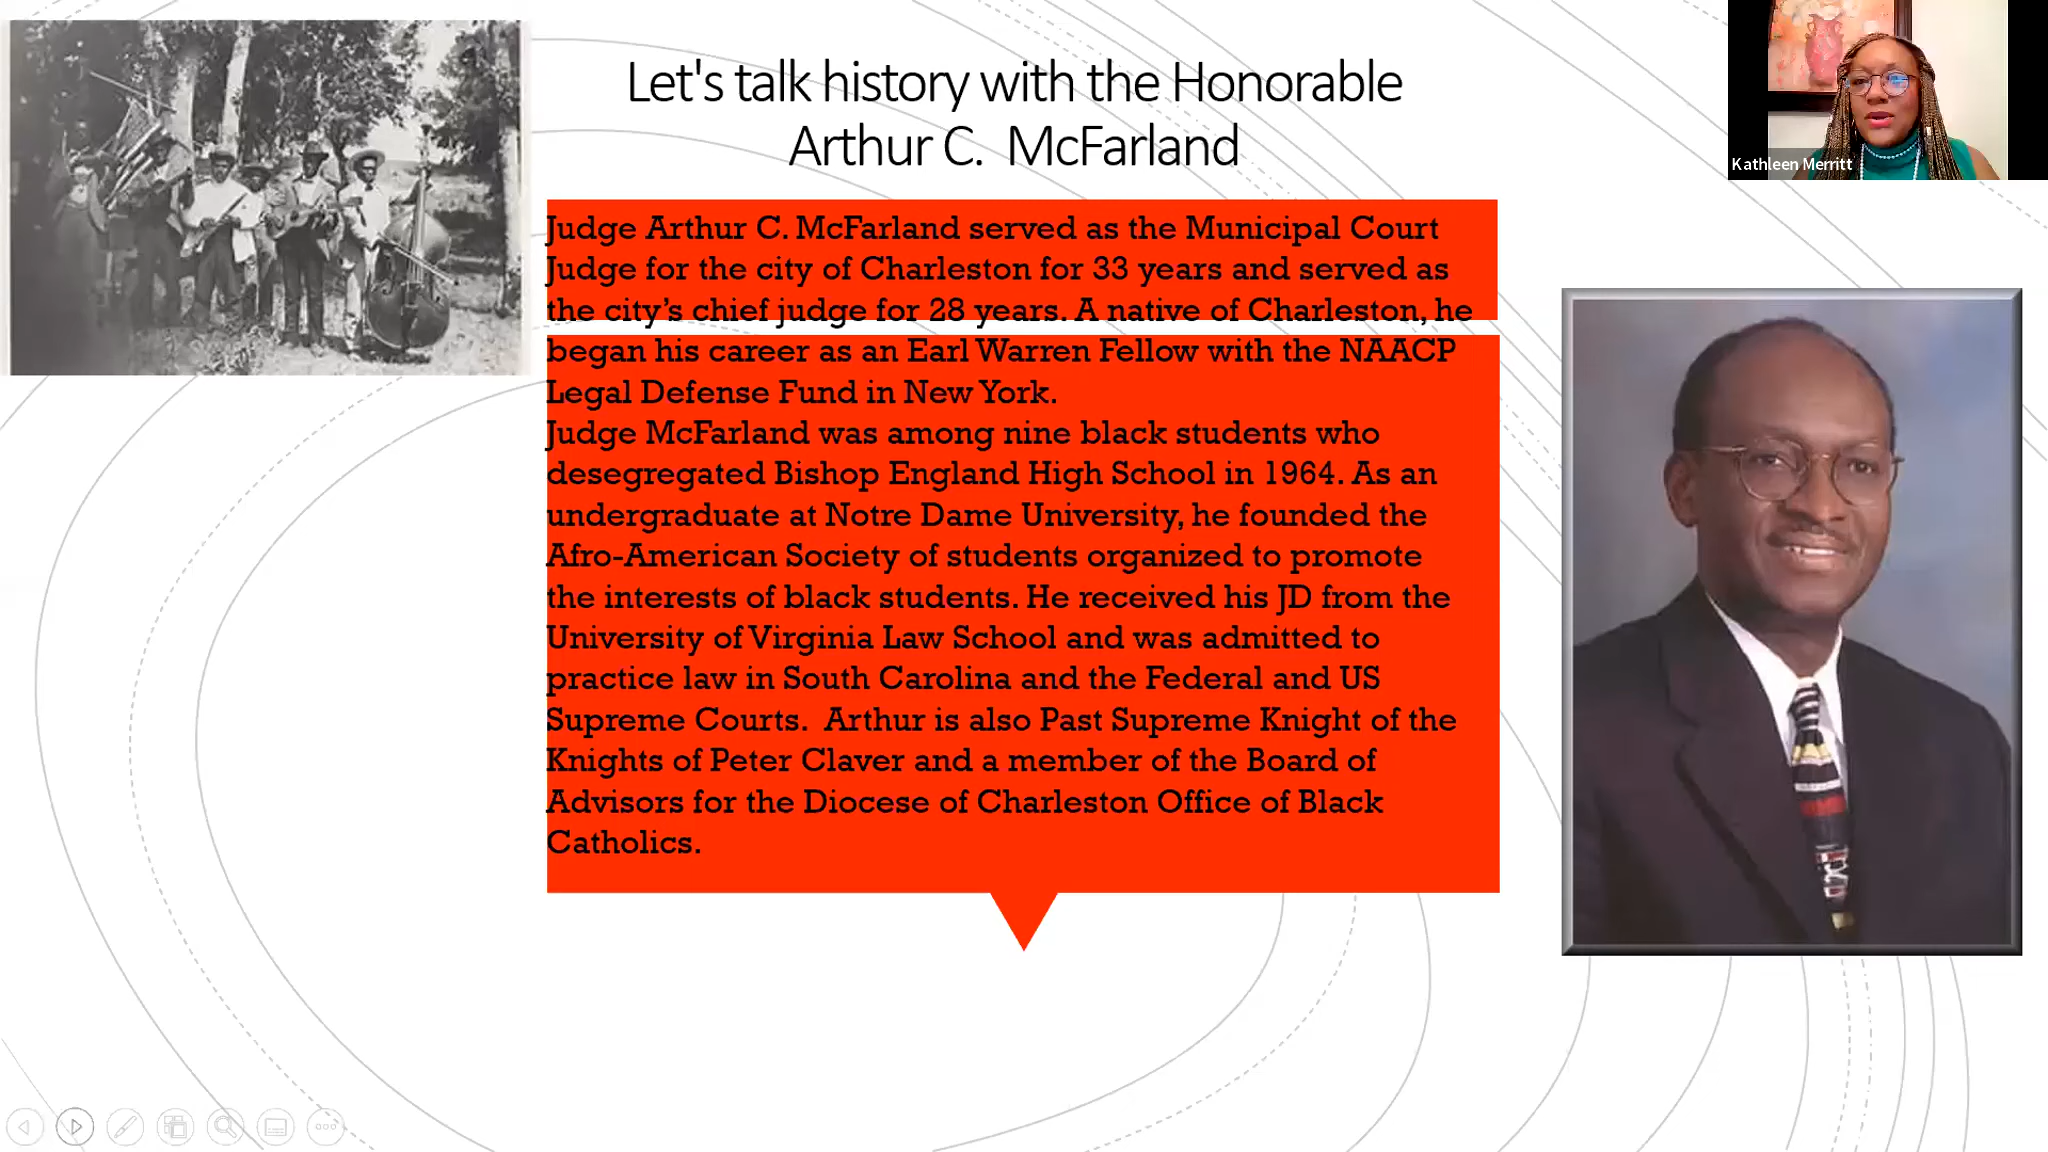 Let's talk history with the Honorable
Arthur C. McFarland
Kathleen Merritt
Judge Arthur C. McFarland served as the Municipal Court
Judge for the city of Charleston for 33 years and served as
the city’s chief judge for 28 years. A native of Charleston, he
began his career as an Earl Warren Fellow with the NAACP
Legal Defense Fund in New York.
Judge McFarland was among nine black students who
desegregated Bishop England High School in 1964. As an
undergraduate at Notre Dame University, he founded the
Afro-American Society of students organized to promote
the interests of black students. He received his JD from the
University of Virginia Law School and was admitted to
practice law in South Carolina and the Federal and US
Supreme Courts. Arthur is also Past Supreme Knight of the
Knights of Peter Claver and a member of the Board of
Advisors for the Diocese of Charleston Office of Black
Catholics.